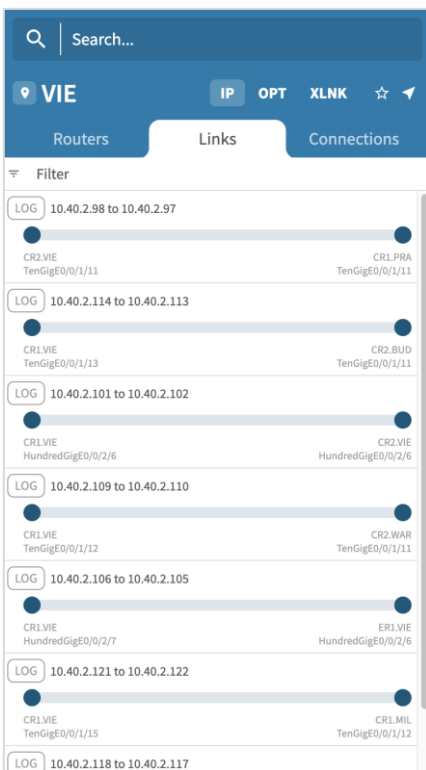 Search...
VIE IP OPT XLNK
Routers Links Connections
Filter
LOG 10.40.2.98 to 10.40.2.97
CR2.VIE CR1.PRA
TenGigE0/0/1/11 TenGigE0/0/1/11
LOG 10.40.2.114 to 10.40.2.113
CR1.VIE CR2.BUD
TenGigE0/0/1/13 TenGigE0/0/1/11
LOG 10.40.2.101 to 10.40.2.102
CR1.VIE CR2.VIE
HundredGigE0/0/2/6 HundredGigE0/0/2/6
LOG 10.40.2.109 to 10.40.2.110
CR1.VIE CR2.WAR
TenGigE0/0/1/12 TenGigE0/0/1/11
LOG 10.40.2.106 to 10.40.2.105
CR1.VIE ER1.VIE
HundredGigE0/0/2/7 HundredGigE0/0/2/6
LOG 10.40.2.121 to 10.40.2.122
CR1.VIE CR1.MIL
TenGigE0/0/1/15 TenGigE0/0/1/12
LOG 10.40.2.118 to 10.40.2.117